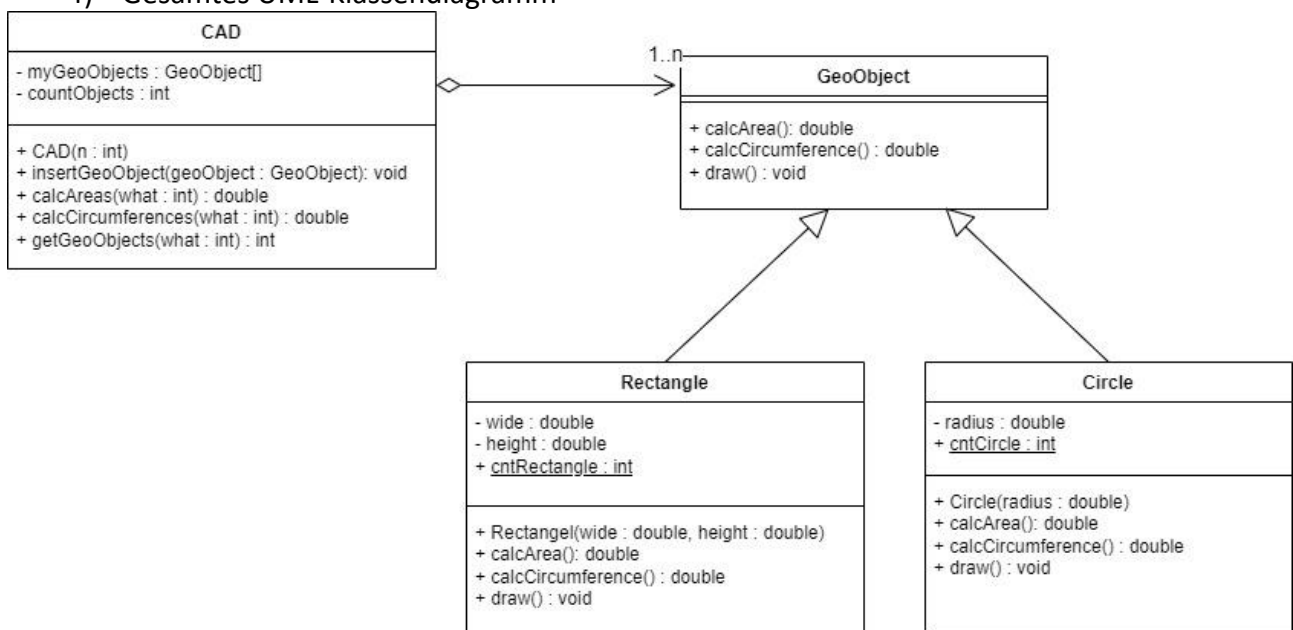 CAD
- myGeoObjects : GeoObject[]
- countObjects : int
+ CAD(n : int)
+ insertGeoObject(geoObject : GeoObject): void
+ calcAreas(what : int) : double
+ calcCircumferences(what : int) : double
+ getGeoObjects(what : int) : int
1..n
GeoObject
+ calcArea(): double
+ calcCircumference() : double
+ draw() : void
Rectangle
- wide : double
- height : double
+ cntRectangle : int
+ Rectangel(wide : double, height : double)
+ calcArea(): double
+ calcCircumference() : double
+ draw() : void
Circle
- radius : double
+ cntCircle : int
+ Circle(radius : double)
+ calcArea(): double
+ calcCircumference() : double
+ draw() : void